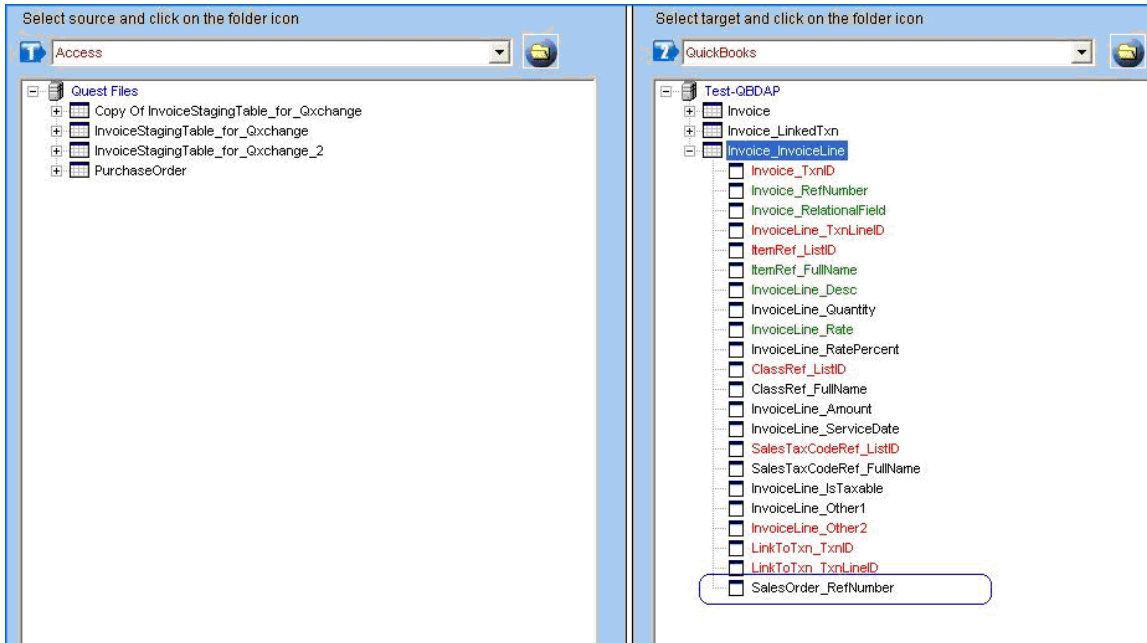 Select source and click on the folder icon
1
Access
Quest Files
Copy Of InvoiceStagingTable_for_Qxchange
InvoiceStagingTable_for_Qxchange
InvoiceStagingTable_for_Qxchange_2
PurchaseOrder
Select target and click on the folder icon
2
QuickBooks
Test-QBDAP
Invoice
Invoice_LinkedTxn
Invoice_InvoiceLine
Invoice_TxnID
Invoice_RefNumber
Invoice_RelationalField
InvoiceLine_TxnLineID
ItemRef_ListID
ItemRef_FullName
InvoiceLine_Desc
InvoiceLine_Quantity
InvoiceLine_Rate
InvoiceLine_RatePercent
ClassRef_ListID
ClassRef_FullName
InvoiceLine_Amount
InvoiceLine_ServiceDate
SalesTaxCodeRef_ListID
SalesTaxCodeRef_FullName
InvoiceLine_IsTaxable
InvoiceLine_Other1
InvoiceLine_Other2
LinkToTxn_TxnID
LinkToTxn_TxnLineID
SalesOrder_RefNumber